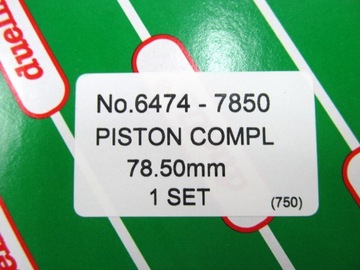 No.6474 - 7850
PISTON COMPL
78.50mm
1 SET
(750)